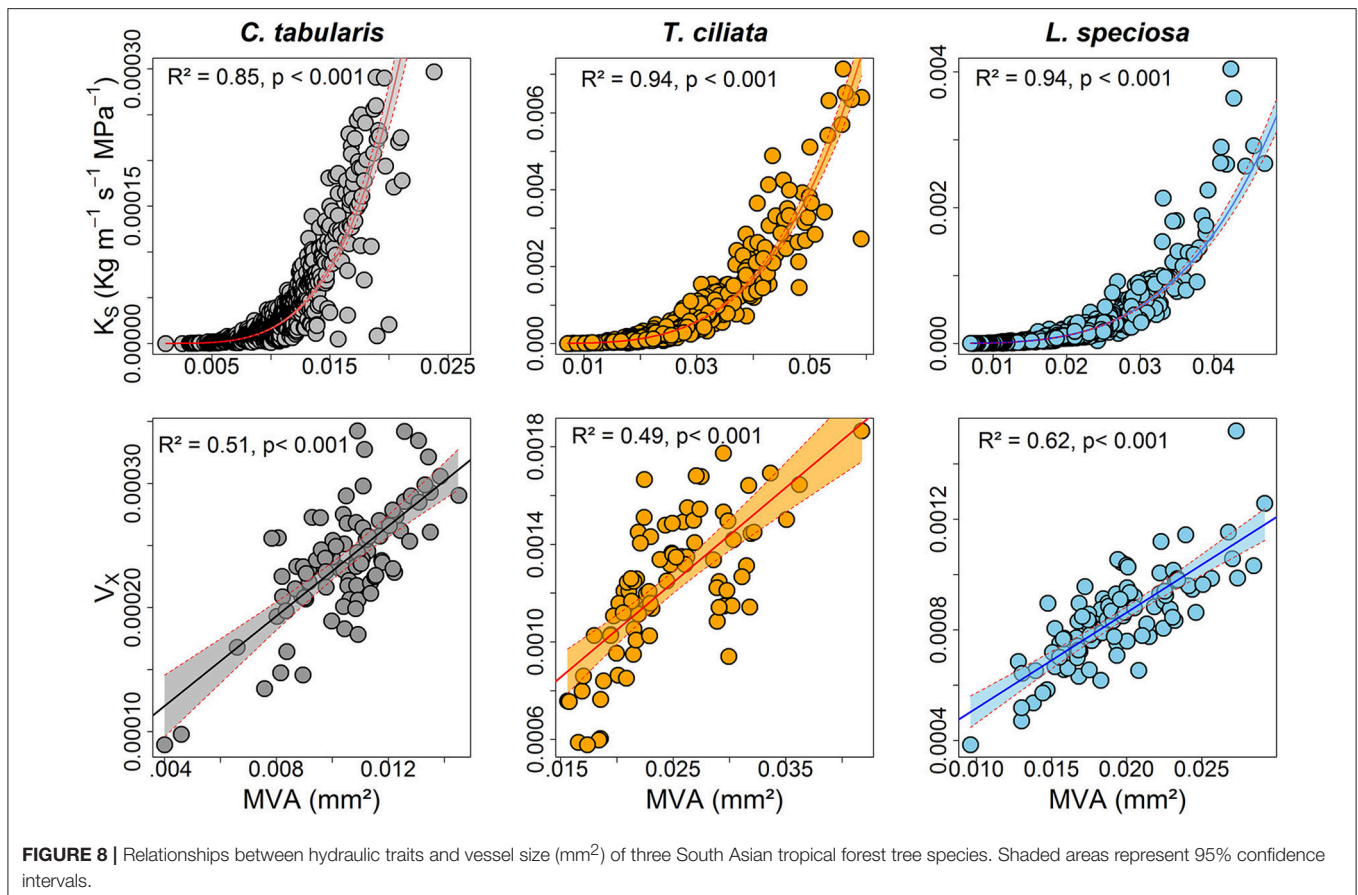 C. tabularis
T. ciliata
L. speciosa
R² = 0.85, p < 0.001
R² = 0.94, p < 0.001
R² = 0.94, p < 0.001
K_S (Kg m⁻¹ s⁻¹ MPa⁻¹)
0.00030
0.00015
0.00000
0.006
0.004
0.002
0.000
0.004
0.002
0.000
0.005
0.015
0.025
0.01
0.03
0.05
0.01
0.02
0.04
R² = 0.51, p< 0.001
R² = 0.49, p< 0.001
R² = 0.62, p < 0.001
V_X
0.00030
0.00020
0.00010
0.0018
0.0014
0.0010
0.0006
0.0012
0.0008
0.0004
0.004
0.008
0.012
0.015
0.025
0.035
0.010
0.015
0.020
0.025
MVA (mm²)
MVA (mm²)
MVA (mm²)
FIGURE 8 | Relationships between hydraulic traits and vessel size (mm²) of three South Asian tropical forest tree species. Shaded areas represent 95% confidence
intervals.